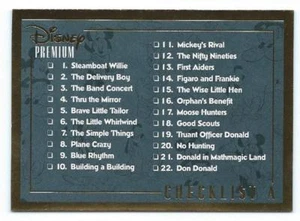 Disney
PREMIUM
1. Steamboat Willie
2. The Delivery Boy
3. The Band Concert
4. Thru the Mirror
5. Brave Little Tailor
6. The Little Whirlwind
7. The Simple Things
8. Plane Crazy
9. Blue Rhythm
10. Building a Building
11. Mickey's Rival
12. The Nifty Nineties
13. First Aiders
14. Figaro and Frankie
15. The Wise Little Hen
16. Orphan's Benefit
17. Moose Hunters
18. Good Scouts
19. Truant Officer Donald
20. No Hunting
21. Donald in Mathmagic Land
22. Don Donald
CHECKLIST A